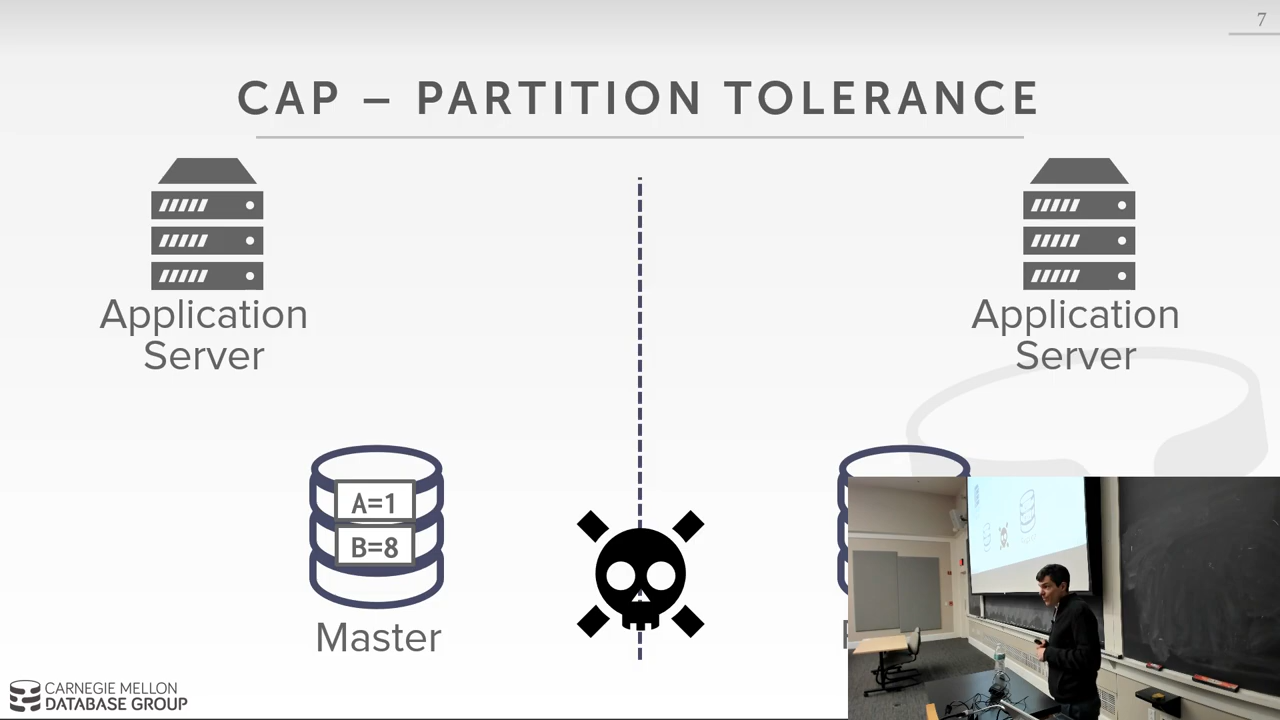 7
CAP – PARTITION TOLERANCE
Application
Server
Application
Server
A=1
B=8
Master
CARNEGIE MELLON
DATABASE GROUP